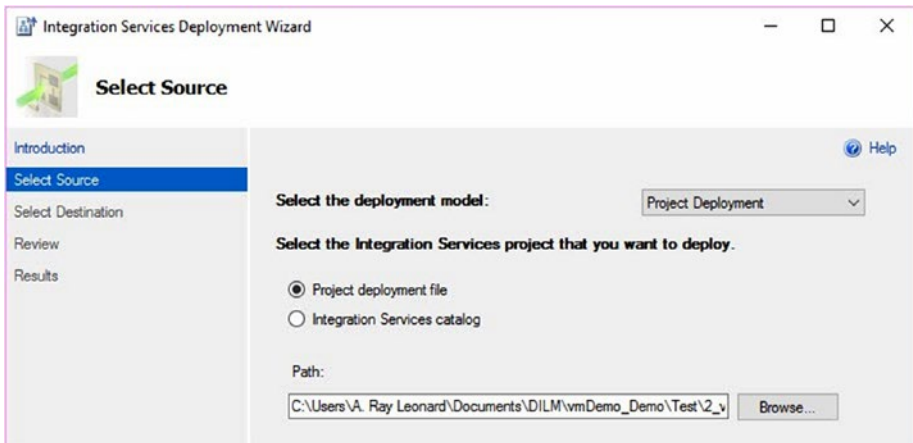 Integration Services Deployment Wizard
Select Source
Introduction
Select Source
Select Destination
Review
Results
Help
Select the deployment model:
Project Deployment
Select the Integration Services project that you want to deploy.
Project deployment file
Integration Services catalog
Path:
C:\Users\A. Ray Leonard\Documents\DILM\vmDemo_Demo\Test\2_v
Browse...